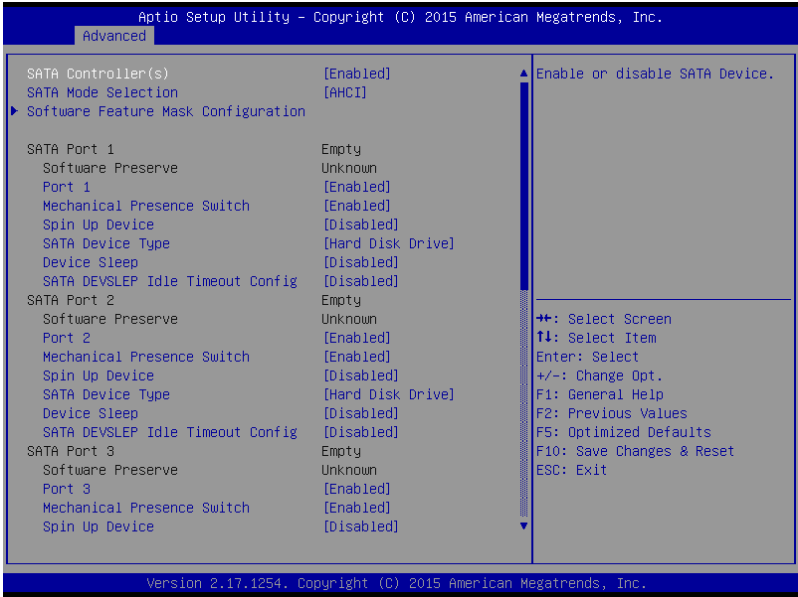 Aptio Setup Utility – Copyright (C) 2015 American Megatrends, Inc.
Advanced
SATA Controller(s) [Enabled]
SATA Mode Selection [AHCI]
Software Feature Mask Configuration
SATA Port 1 Empty
Software Preserve Unknown
Port 1 [Enabled]
Mechanical Presence Switch [Enabled]
Spin Up Device [Disabled]
SATA Device Type [Hard Disk Drive]
Device Sleep [Disabled]
SATA DEVSLEP Idle Timeout Config [Disabled]
SATA Port 2 Empty
Software Preserve Unknown
Port 2 [Enabled]
Mechanical Presence Switch [Enabled]
Spin Up Device [Disabled]
SATA Device Type [Hard Disk Drive]
Device Sleep [Disabled]
SATA DEVSLEP Idle Timeout Config [Disabled]
SATA Port 3 Empty
Software Preserve Unknown
Port 3 [Enabled]
Mechanical Presence Switch [Enabled]
Spin Up Device [Disabled]
Enable or disable SATA Device.
→←: Select Screen
↑↓: Select Item
Enter: Select
+/-: Change Opt.
F1: General Help
F2: Previous Values
F5: Optimized Defaults
F10: Save Changes & Reset
ESC: Exit
Version 2.17.1254. Copyright (C) 2015 American Megatrends, Inc.